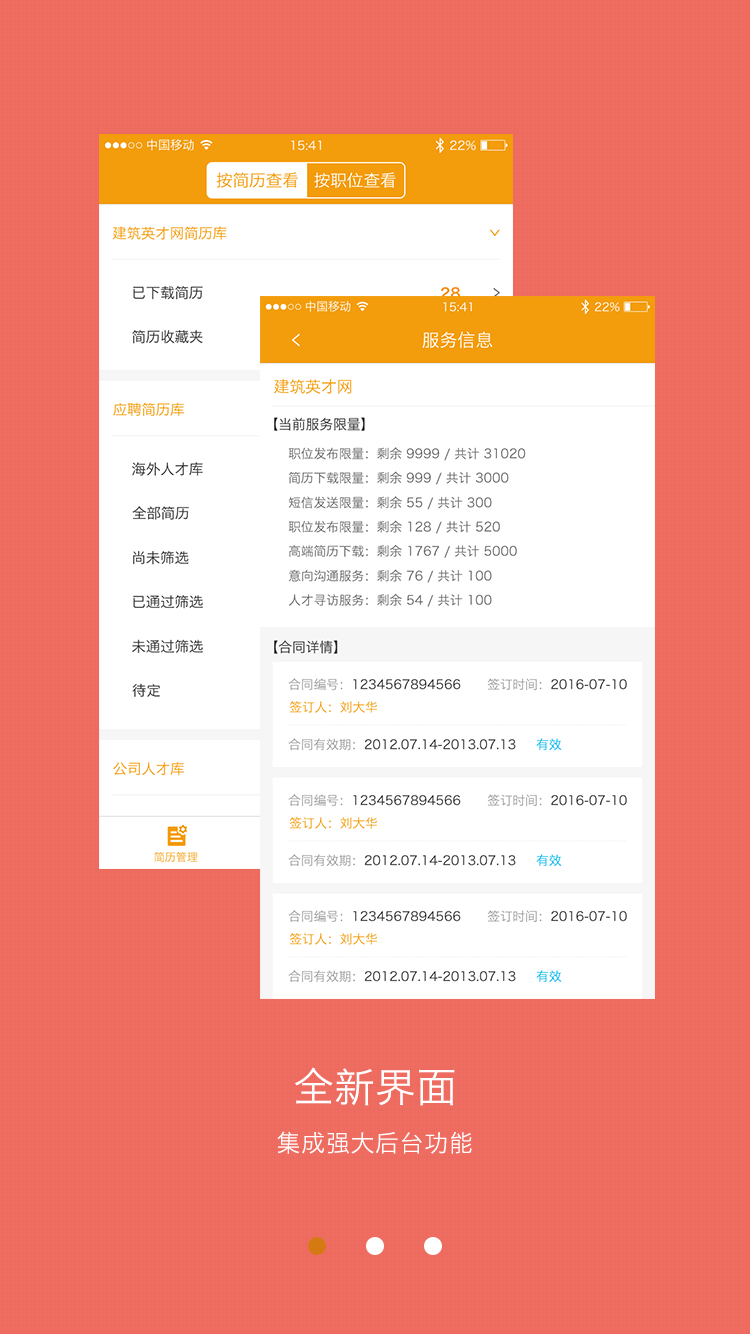 中国移动 15:41 22%
按简历查看 按职位查看
建筑英才网简历库
已下载简历 28
简历收藏夹
应聘简历库
海外人才库
全部简历
尚未筛选
已通过筛选
未通过筛选
待定
公司人才库
简历管理
中国移动 15:41 22%
服务信息
建筑英才网
【当前服务限量】
职位发布限量：剩余 9999 / 共计 31020
简历下载限量：剩余 999 / 共计 3000
短信发送限量：剩余 55 / 共计 300
职位发布限量：剩余 128 / 共计 520
高端简历下载：剩余 1767 / 共计 5000
意向沟通服务：剩余 76 / 共计 100
人才寻访服务：剩余 54 / 共计 100
【合同详情】
合同编号：1234567894566 签订时间：2016-07-10
签订人：刘大华
合同有效期：2012.07.14-2013.07.13 有效
合同编号：1234567894566 签订时间：2016-07-10
签订人：刘大华
合同有效期：2012.07.14-2013.07.13 有效
合同编号：1234567894566 签订时间：2016-07-10
签订人：刘大华
合同有效期：2012.07.14-2013.07.13 有效
全新界面
集成强大后台功能